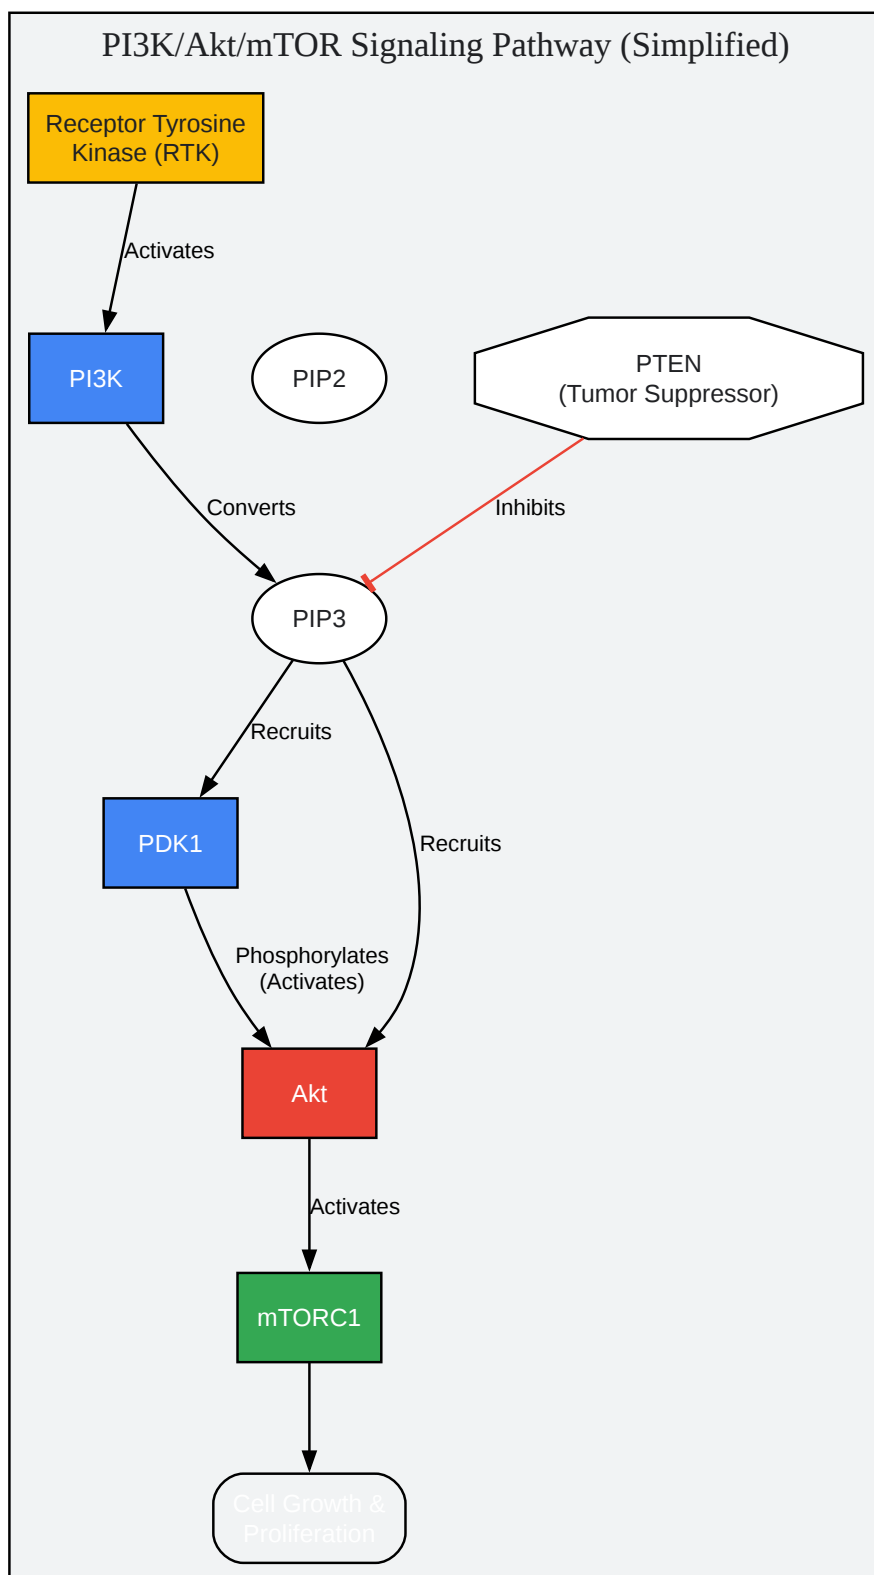 PI3K/Akt/mTOR Signaling Pathway (Simplified)
Receptor Tyrosine
Kinase (RTK)
Activates
PI3K
PIP2
PTEN
(Tumor Suppressor)
Converts
Inhibits
PIP3
Recruits
PDK1
Recruits
Phosphorylates
(Activates)
Akt
Activates
mTORC1
Cell Growth &
Proliferation